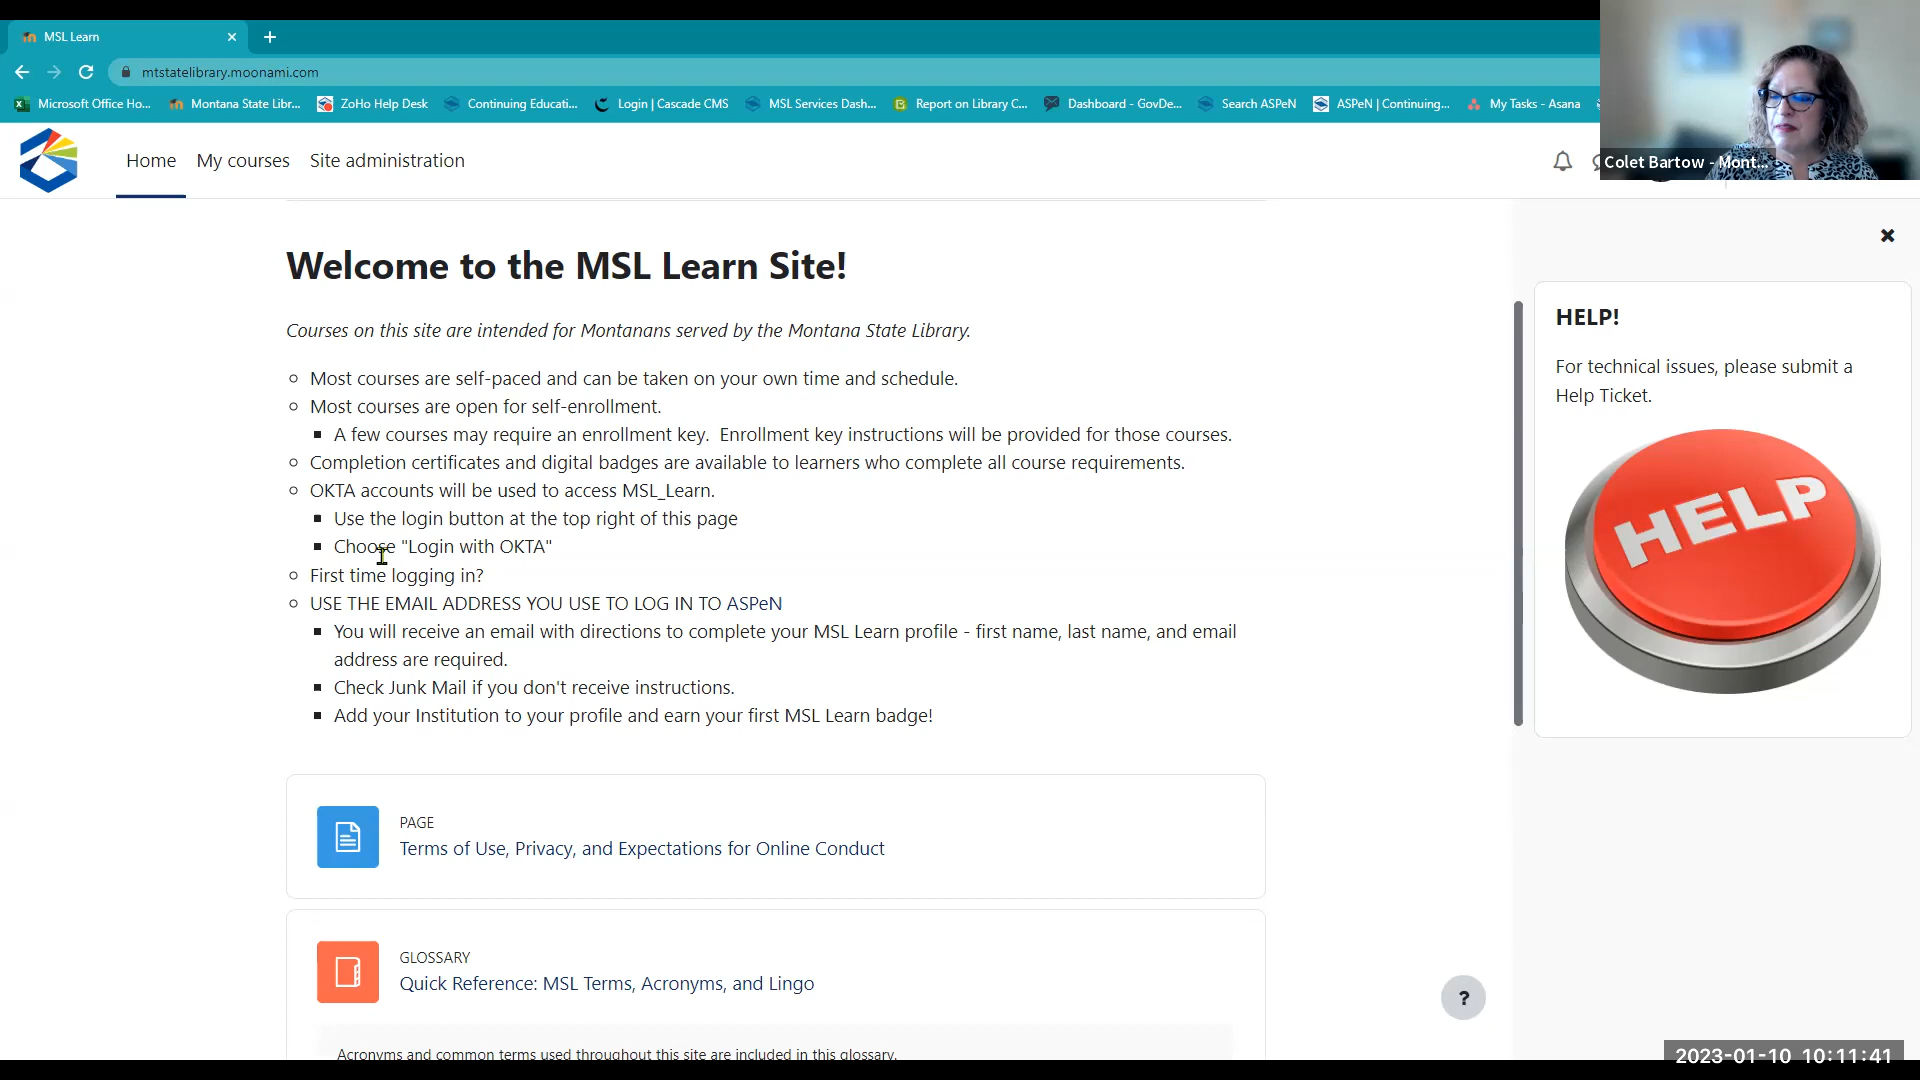 MSL Learn
mtstatelibrary.moonami.com
Microsoft Office Ho...
Montana State Libr...
ZoHo Help Desk
Continuing Educati...
Login | Cascade CMS
MSL Services Dash...
Report on Library C...
Dashboard - GovDe...
Search ASPeN
ASPeN | Continuing...
My Tasks - Asana
Colet Bartow - Mont...
Home
My courses
Site administration
Welcome to the MSL Learn Site!
Courses on this site are intended for Montanans served by the Montana State Library.
Most courses are self-paced and can be taken on your own time and schedule.
Most courses are open for self-enrollment.
A few courses may require an enrollment key. Enrollment key instructions will be provided for those courses.
Completion certificates and digital badges are available to learners who complete all course requirements.
OKTA accounts will be used to access MSL_Learn.
Use the login button at the top right of this page
Choose "Login with OKTA"
First time logging in?
USE THE EMAIL ADDRESS YOU USE TO LOG IN TO ASPeN
You will receive an email with directions to complete your MSL Learn profile - first name, last name, and email
address are required.
Check Junk Mail if you don't receive instructions.
Add your Institution to your profile and earn your first MSL Learn badge!
PAGE
Terms of Use, Privacy, and Expectations for Online Conduct
GLOSSARY
Quick Reference: MSL Terms, Acronyms, and Lingo
Acronyms and common terms used throughout this site are included in this glossary.
HELP!
For technical issues, please submit a
Help Ticket.
HELP
?
2023-01-10 10:11:41